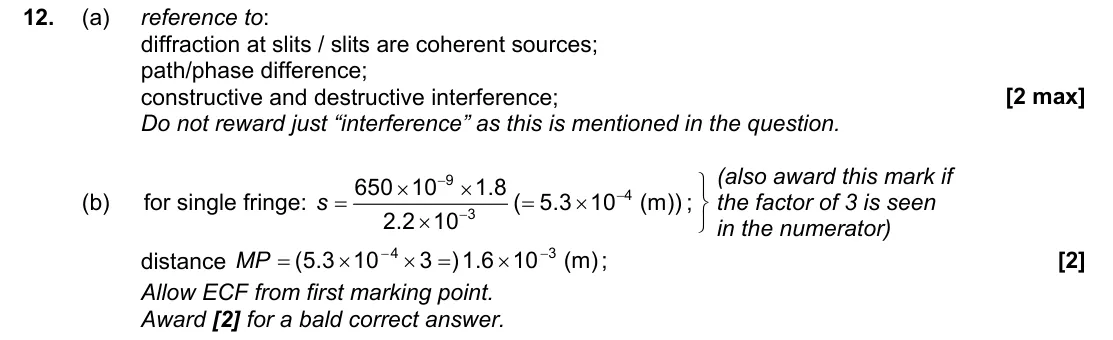 12. (a) reference to:
diffraction at slits / slits are coherent sources;
path/phase difference;
constructive and destructive interference; [2 max]
Do not reward just “interference” as this is mentioned in the question.
(b) for single fringe: s = (650×10⁻⁹ ×1.8)/(2.2×10⁻³) (= 5.3×10⁻⁴ (m)); } (also award this mark if
the factor of 3 is seen
in the numerator)
distance MP = (5.3×10⁻⁴ ×3 =)1.6×10⁻³ (m); [2]
Allow ECF from first marking point.
Award [2] for a bald correct answer.